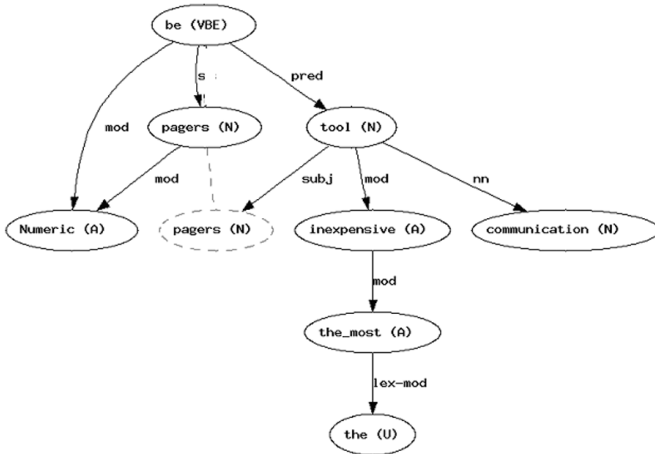 be (VBE)
s
pred
mod
pagers (N)
tool (N)
mod
subj
mod
nn
Numeric (A)
pagers (N)
inexpensive (A)
communication (N)
mod
the_most (A)
lex-mod
the (U)